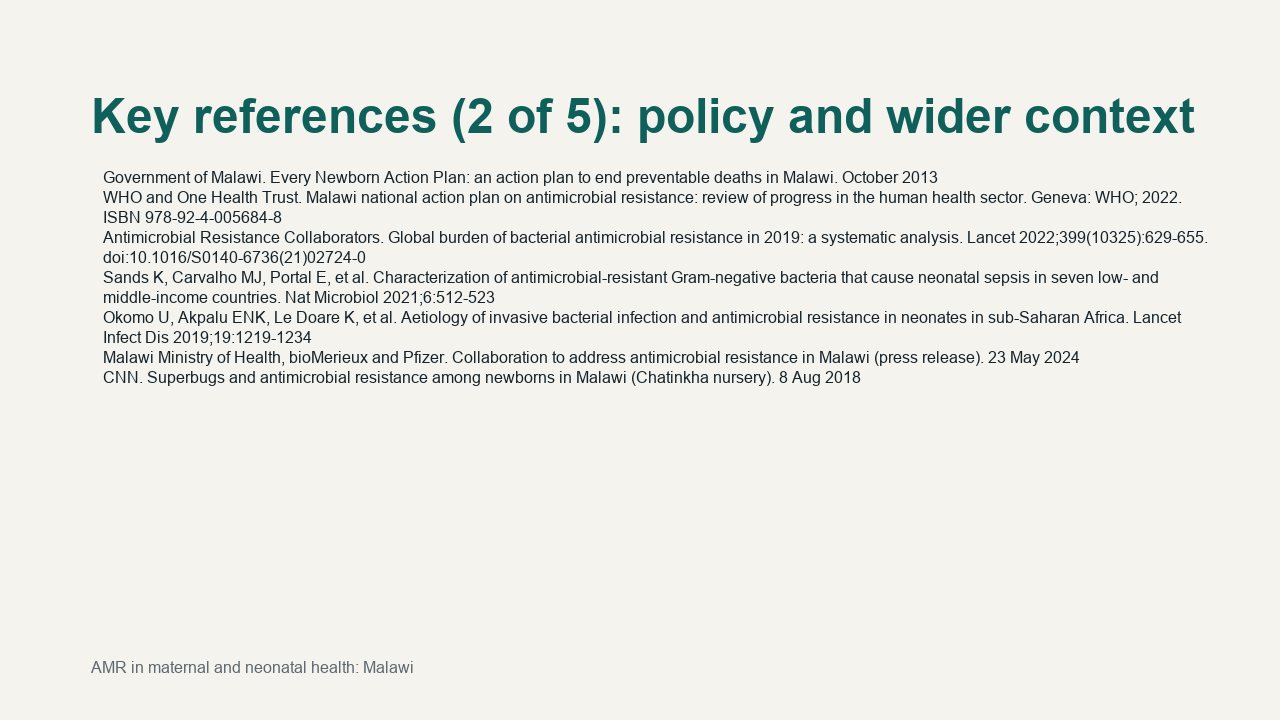 Key references (2 of 5): policy and wider context
Government of Malawi. Every Newborn Action Plan: an action plan to end preventable deaths in Malawi. October 2013
WHO and One Health Trust. Malawi national action plan on antimicrobial resistance: review of progress in the human health sector. Geneva: WHO; 2022.
ISBN 978-92-4-005684-8
Antimicrobial Resistance Collaborators. Global burden of bacterial antimicrobial resistance in 2019: a systematic analysis. Lancet 2022;399(10325):629-655.
doi:10.1016/S0140-6736(21)02724-0
Sands K, Carvalho MJ, Portal E, et al. Characterization of antimicrobial-resistant Gram-negative bacteria that cause neonatal sepsis in seven low- and
middle-income countries. Nat Microbiol 2021;6:512-523
Okomo U, Akpalu ENK, Le Doare K, et al. Aetiology of invasive bacterial infection and antimicrobial resistance in neonates in sub-Saharan Africa. Lancet
Infect Dis 2019;19:1219-1234
Malawi Ministry of Health, bioMerieux and Pfizer. Collaboration to address antimicrobial resistance in Malawi (press release). 23 May 2024
CNN. Superbugs and antimicrobial resistance among newborns in Malawi (Chatinkha nursery). 8 Aug 2018
AMR in maternal and neonatal health: Malawi